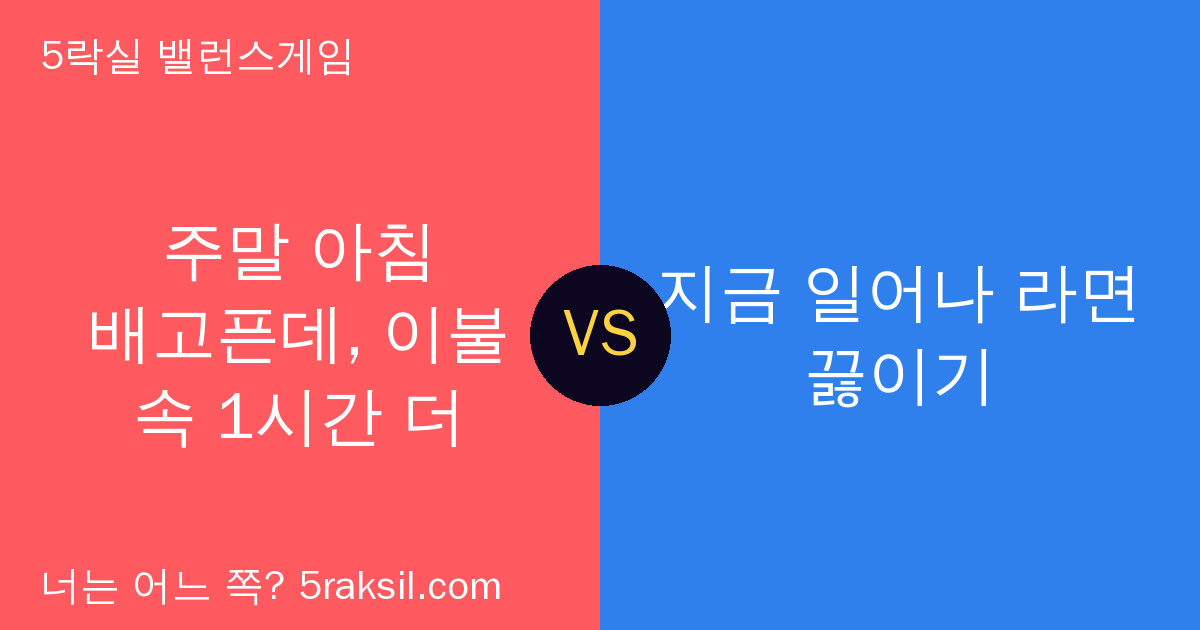 5락실 밸런스게임
주말 아침
배고픈데, 이불
속 1시간 더
VS
지금 일어나 라면
끓이기
너는 어느 쪽? 5raksil.com